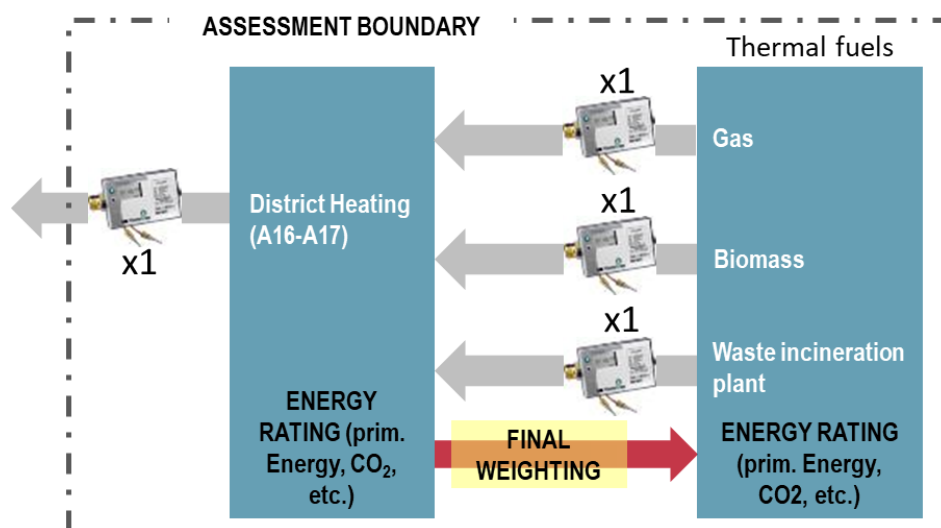 ASSESSMENT BOUNDARY
Thermal fuels
x1
Gas
x1
District Heating
(A16-A17)
x1
Biomass
x1
Waste incineration
plant
ENERGY
RATING (prim.
Energy, CO₂,
etc.)
FINAL
WEIGHTING
ENERGY RATING
(prim. Energy,
CO2, etc.)